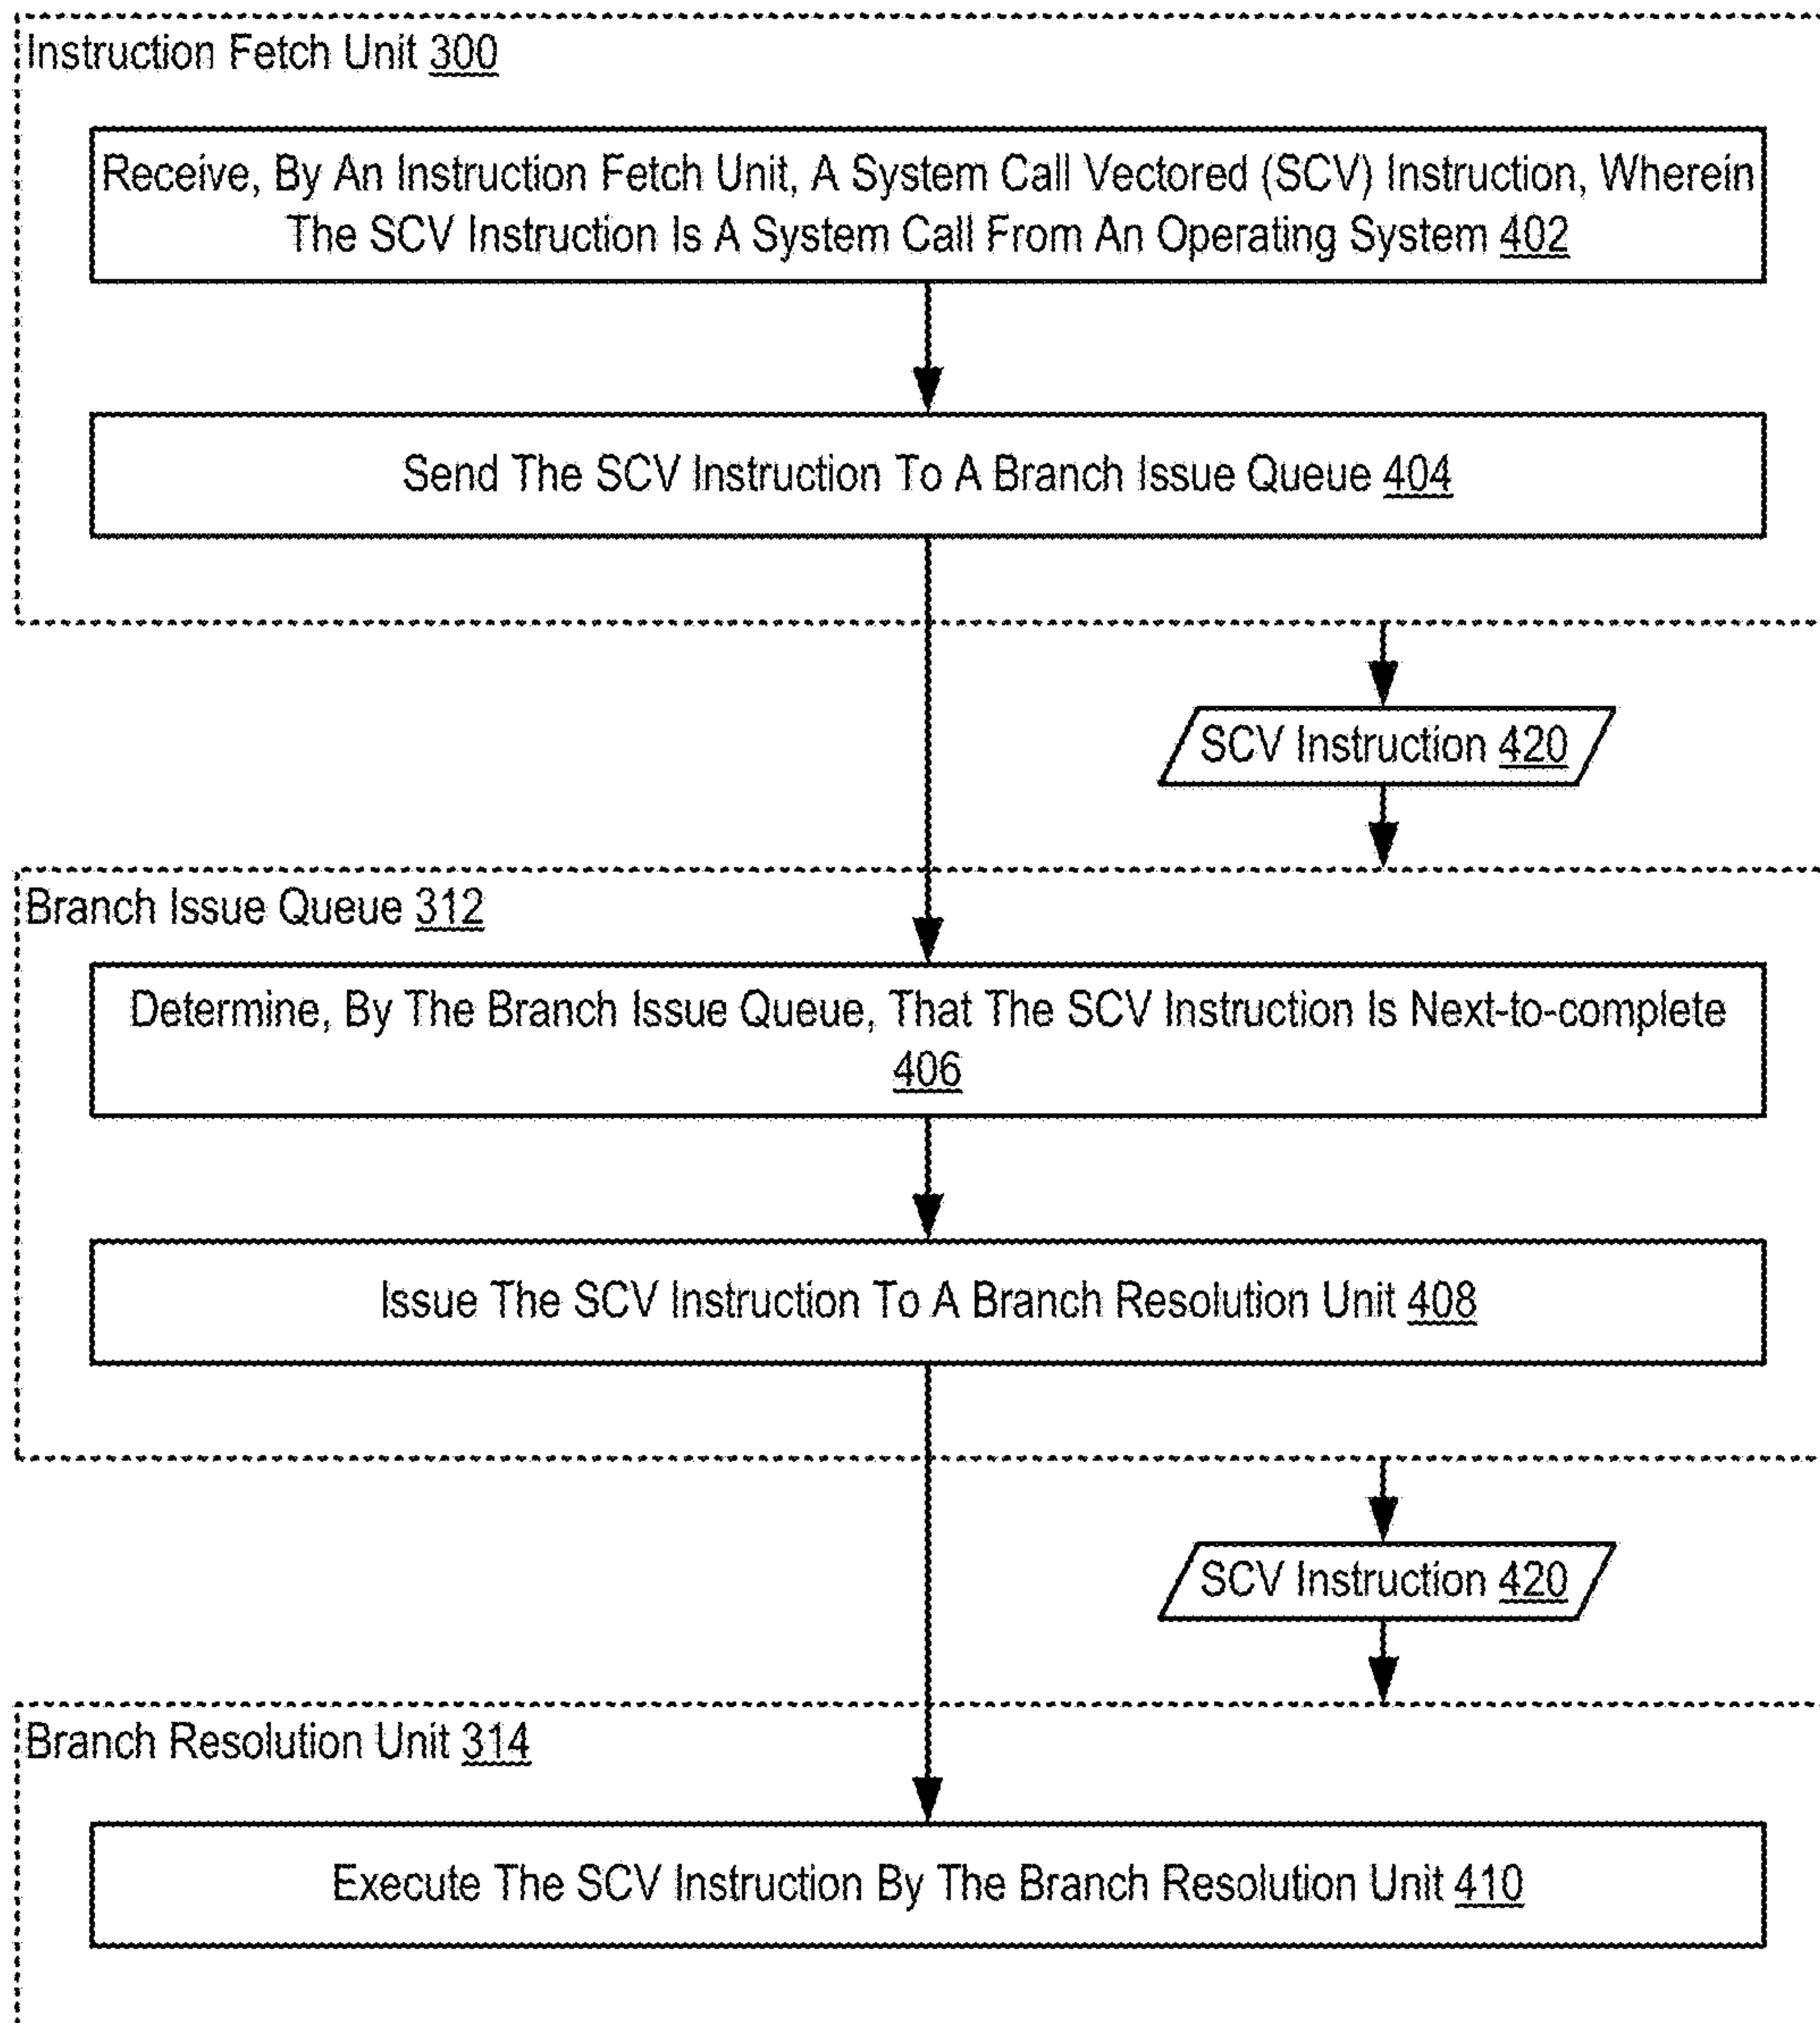 Instruction Fetch Unit 300
Receive, By An Instruction Fetch Unit, A System Call Vectored (SCV) Instruction, Wherein
The SCV Instruction Is A System Call From An Operating System 402
Send The SCV Instruction To A Branch Issue Queue 404
SCV Instruction 420
Branch Issue Queue 312
Determine, By The Branch Issue Queue, That The SCV Instruction Is Next-to-complete
406
Issue The SCV Instruction To A Branch Resolution Unit 408
SCV Instruction 420
Branch Resolution Unit 314
Execute The SCV Instruction By The Branch Resolution Unit 410